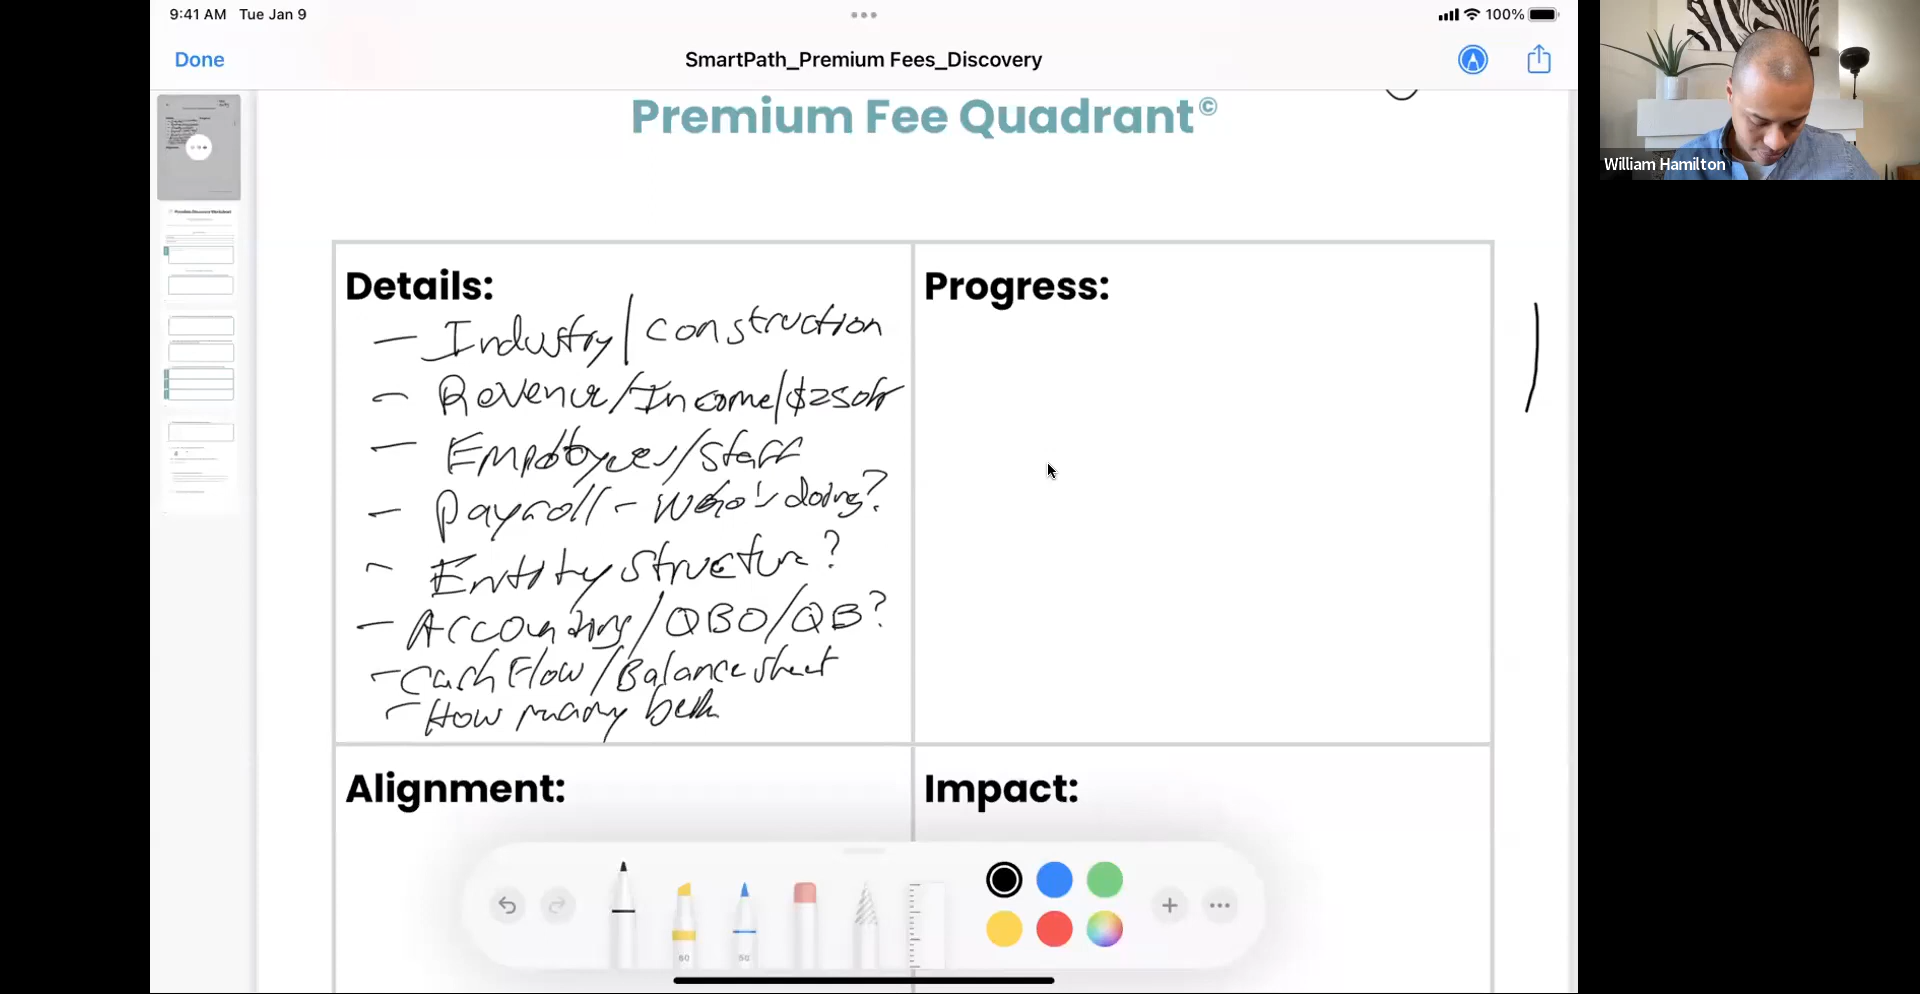 9:41 AM Tue Jan 9
100%
Done
SmartPath_Premium Fees_Discovery
William Hamilton
Premium Fee Quadrant©
Details:
- Industry/construction
- Revenue/Income/$250k
- Employees/Staff
- Payroll - Who's doing?
- Entity Structure?
- Accounting/QBO/QB?
- Cash Flow/Balance sheet
- How many
Progress:
Alignment:
Impact:
60
50